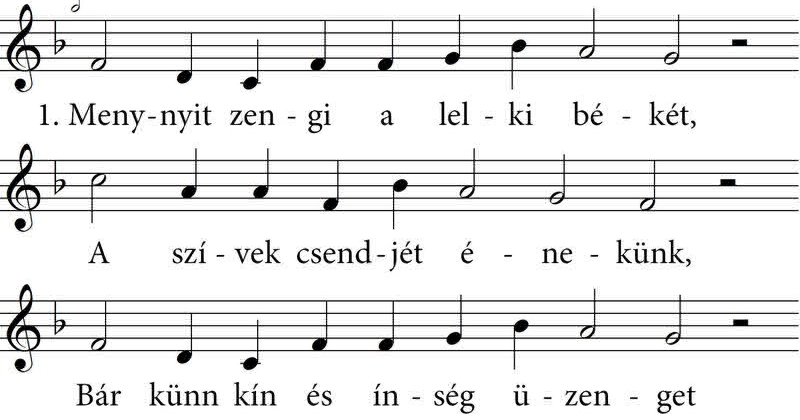 1. Meny-nyit zen - gi a lel - ki bé - két,
A szí - vek csend-jét é - ne - künk,
Bár künn kín és ín - ség ü - zen - get